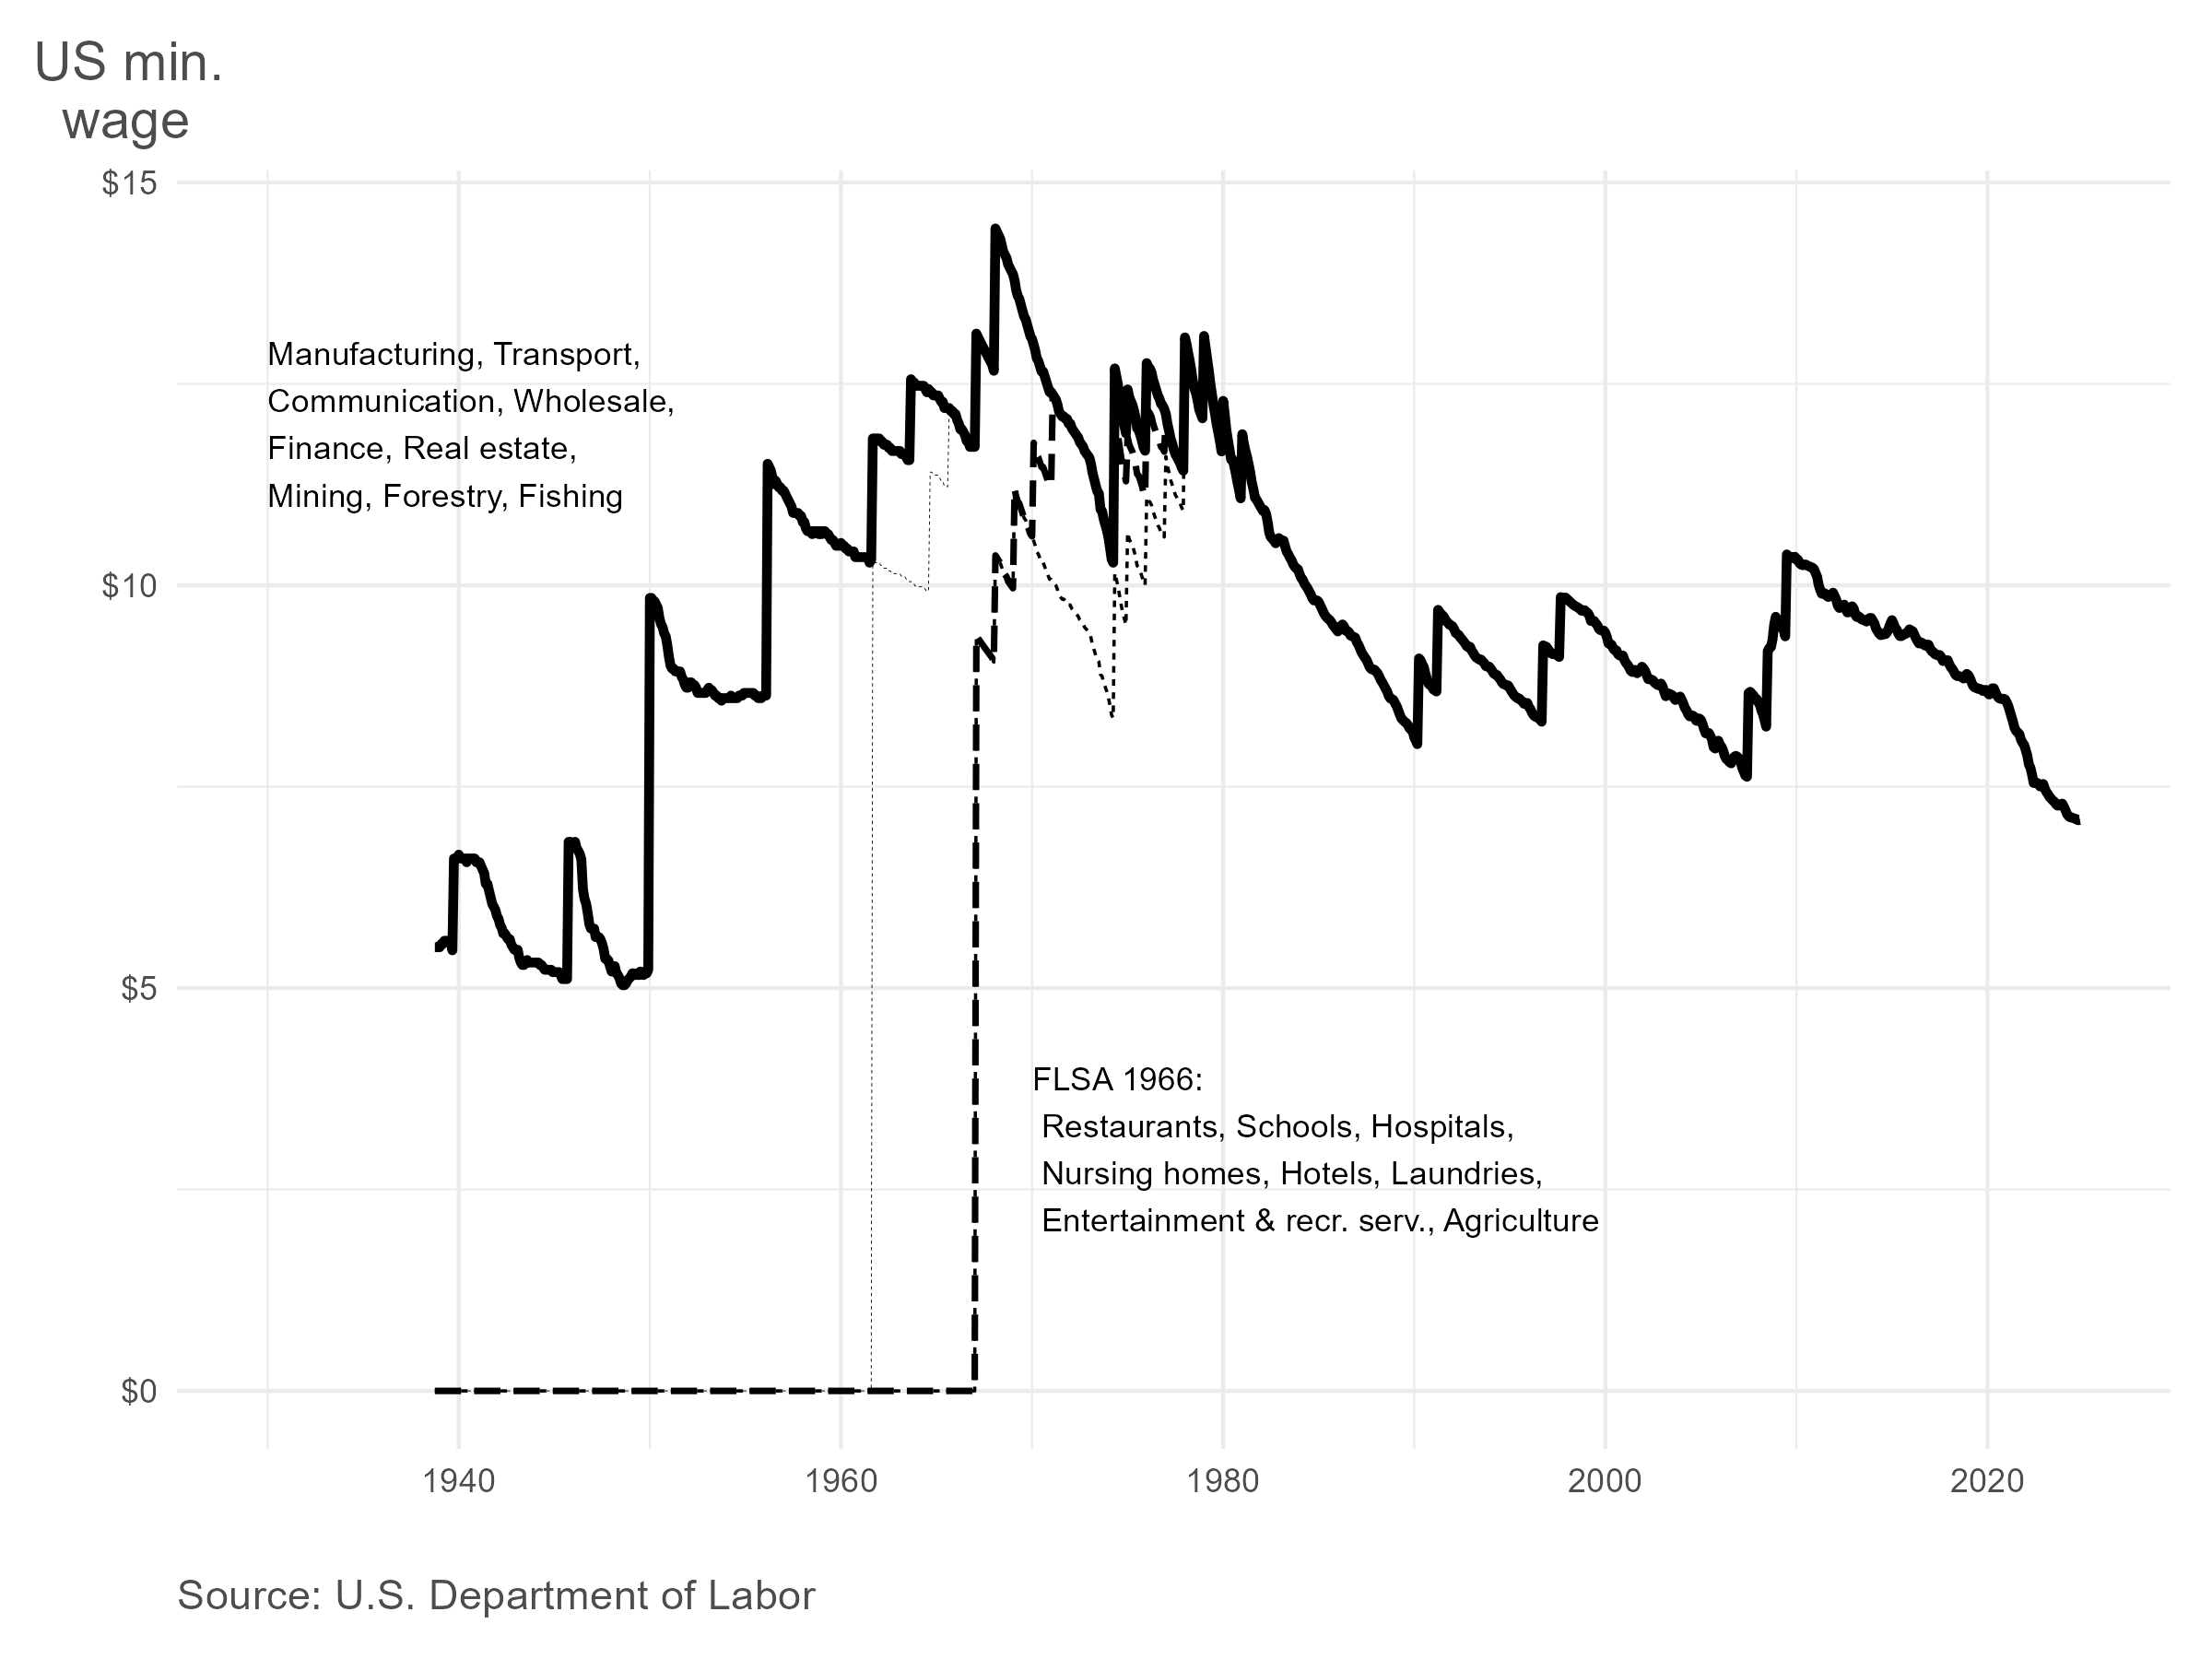 US min.
wage
$15
Manufacturing, Transport,
Communication, Wholesale,
Finance, Real estate,
Mining, Forestry, Fishing
$10
$5
FLSA 1966:
Restaurants, Schools, Hospitals,
Nursing homes, Hotels, Laundries,
Entertainment & recr. serv., Agriculture
$0
1940 1960 1980 2000 2020
Source: U.S. Department of Labor